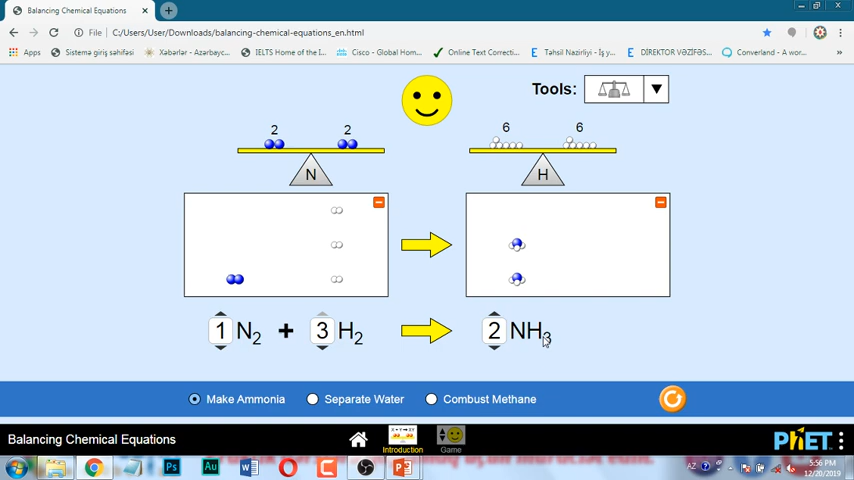 Balancing Chemical Equations
File | C:/Users/User/Downloads/balancing-chemical-equations_en.html
Apps Sistemə giriş səhifəsi Xəbərlər - Azərbayc... IELTS Home of the I... Cisco - Global Hom... Online Text Correcti... Təhsil Nazirliyi - İş y... DİREKTOR VƏZİFƏS... Converland - A wor... »
Tools:
2 2 6 6
N H
1 N₂ + 3 H₂ 2 NH₃
Make Ammonia Separate Water Combust Methane
Balancing Chemical Equations
Introduction Game
PhET
AZ 5:56 PM
12/20/2019